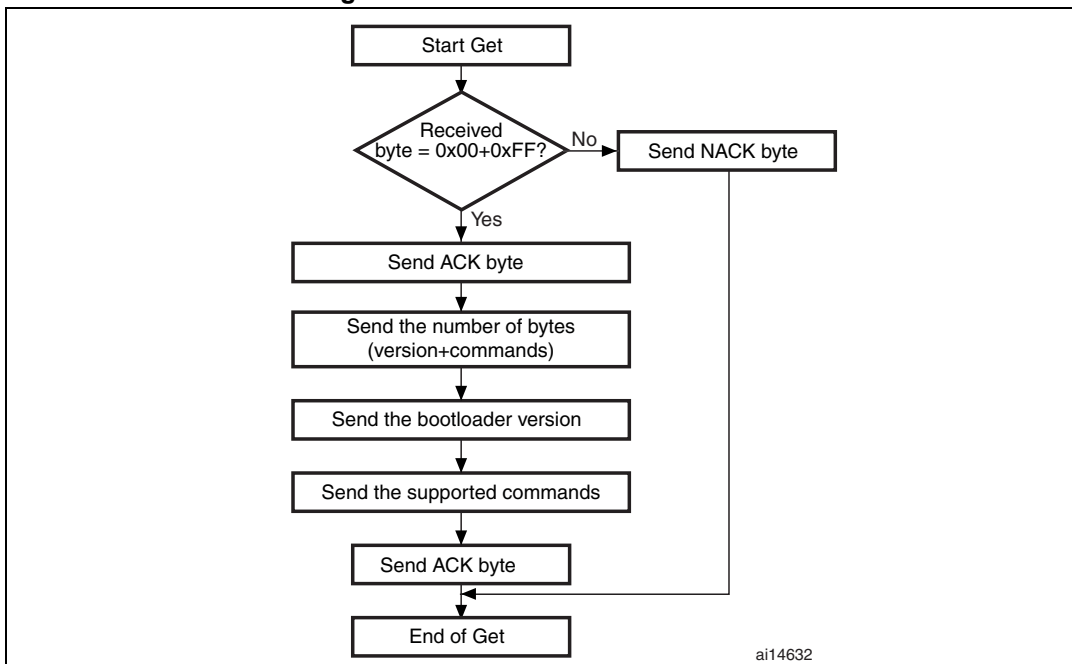 Start Get
Received
byte = 0x00+0xFF?
No
Send NACK byte
Yes
Send ACK byte
Send the number of bytes
(version+commands)
Send the bootloader version
Send the supported commands
Send ACK byte
End of Get
ai14632